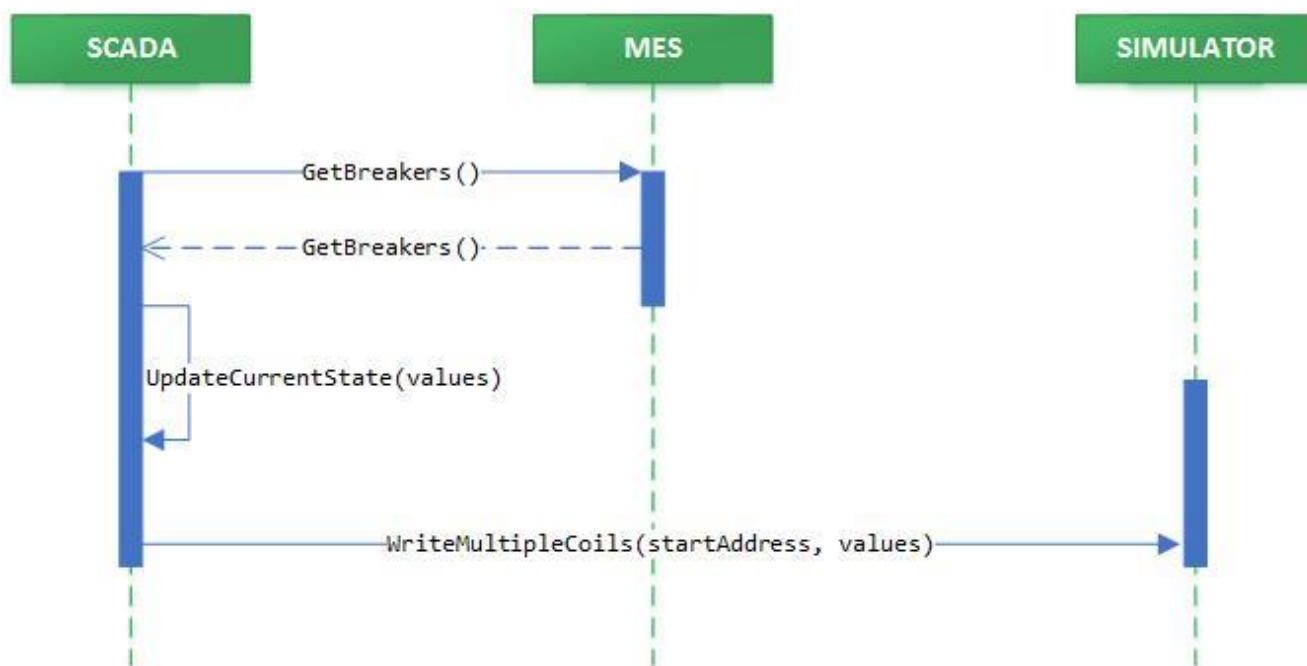 SCADA
MES
SIMULATOR
GetBreakers()
GetBreakers()
UpdateCurrentState(values)
WriteMultipleCoils(startAddress, values)